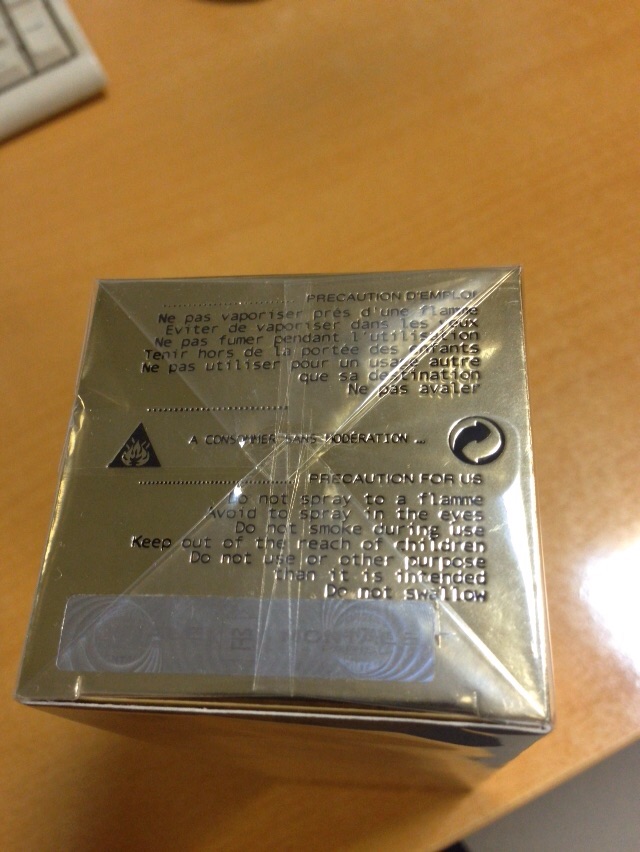 PRECAUTION D'EMPLOI
Ne pas vaporiser près d'une flamme
Eviter de vaporiser dans les yeux
Ne pas fumer pendant l'utilisation
Tenir hors de la portée des enfants
Ne pas utiliser pour un usage autre
que sa destination
Ne pas avaler
A CONSOMMER SANS MODERATION ...
PRECAUTION FOR US
Do not spray to a flamme
Avoid to spray in the eyes
Do not smoke during use
Keep out of the reach of children
Do not use or other purpose
than it is intended
Do not swallow
MONTALE